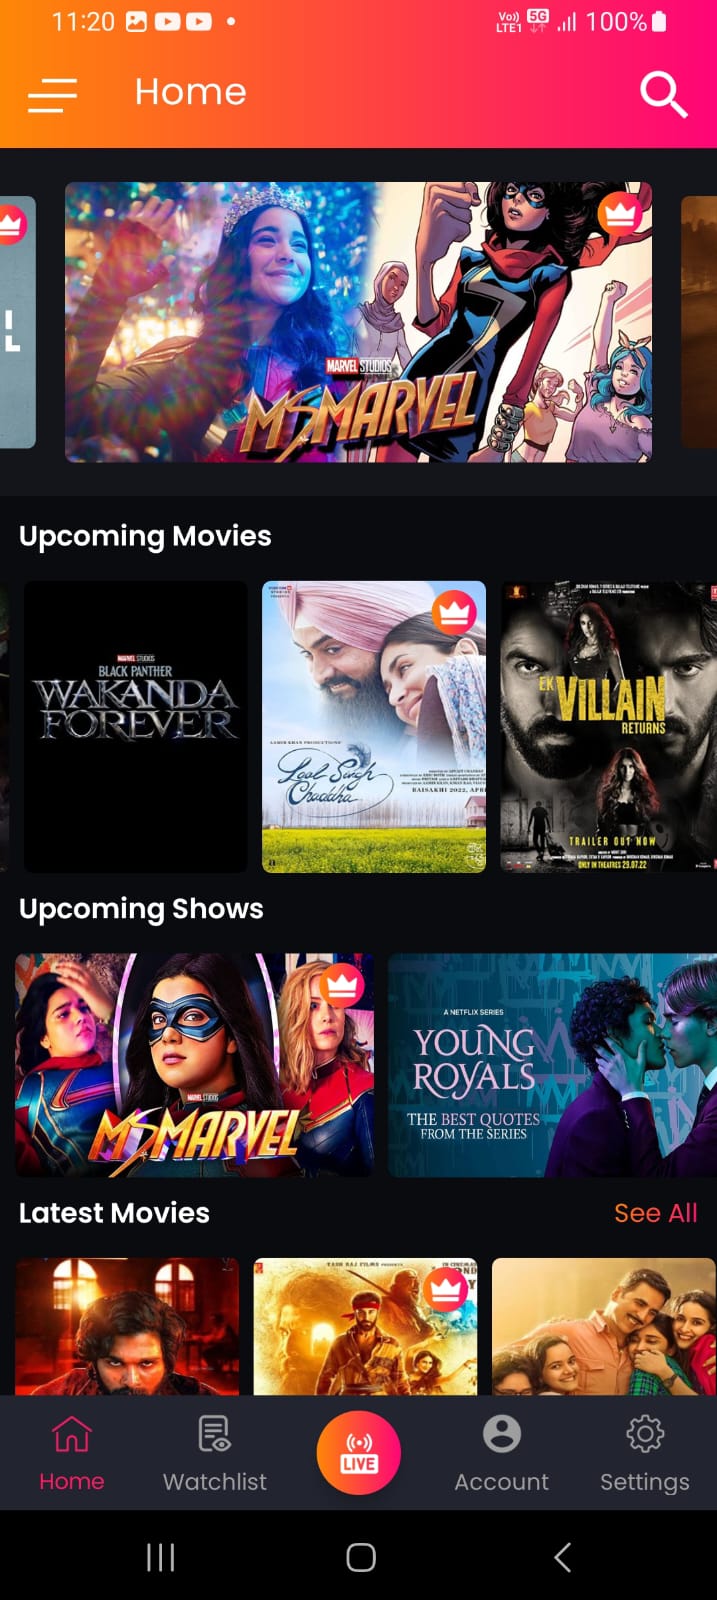 11:20
Vo)) 5G 100%
LTE1
Home
L
MARVEL STUDIOS
MS MARVEL
Upcoming Movies
MARVEL STUDIOS
BLACK PANTHER
WAKANDA
FOREVER
AAMIR KHAN PRODUCTIONS'
Laal Singh
Chaddha
BAISAKHI 2022, APRI
EK
VILLAIN
RETURNS
TRAILER OUT NOW
ONLY IN THEATRES 29.07.22
Upcoming Shows
MARVEL STUDIOS
MS MARVEL
A NETFLIX SERIES
YOUNG
ROYALS
THE BEST QUOTES
FROM THE SERIES
Latest Movies
See All
YASH RAJ FILMS PRESENTS
LIVE
Home
Watchlist
Account
Settings